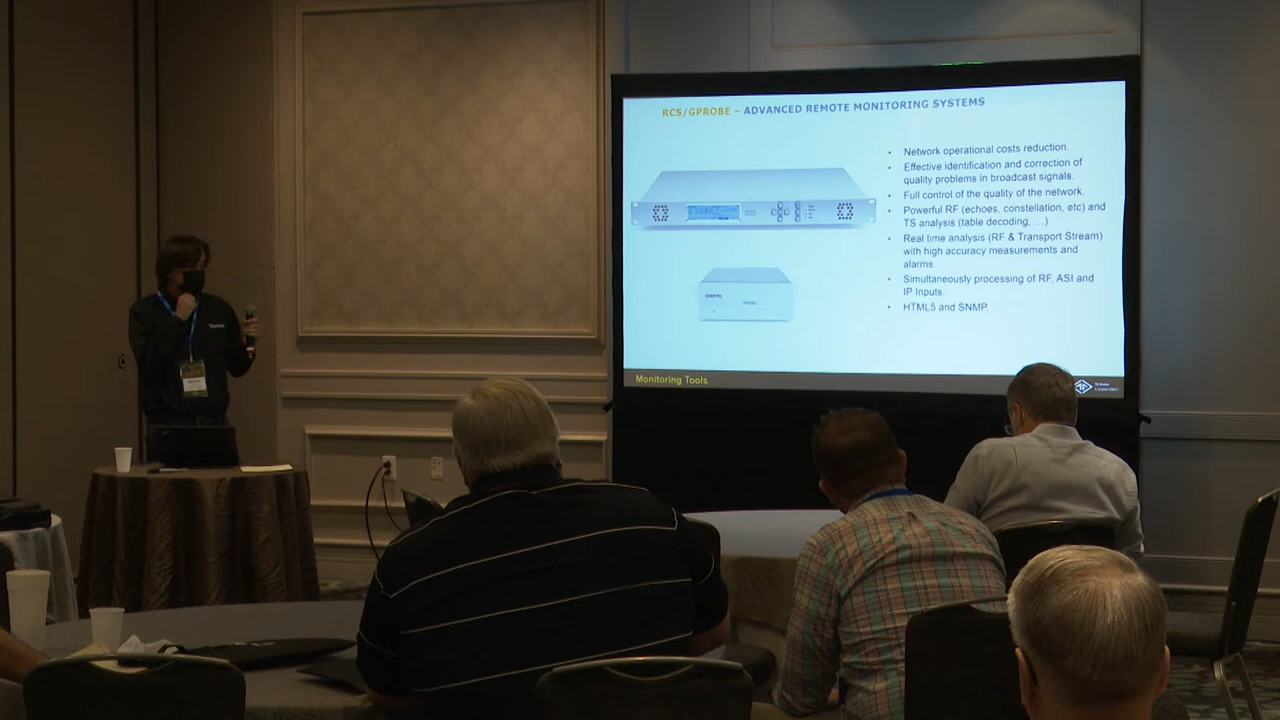 RCS/GPROBE – ADVANCED REMOTE MONITORING SYSTEMS
• Network operational costs reduction.
• Effective identification and correction of
quality problems in broadcast signals.
• Full control of the quality of the network.
• Powerful RF (echoes, constellation, etc) and
TS analysis (table decoding, …)
• Real time analysis (RF & Transport Stream)
with high accuracy measurements and
alarms.
• Simultaneously processing of RF, ASI and
IP Inputs.
• HTML5 and SNMP.
Monitoring Tools